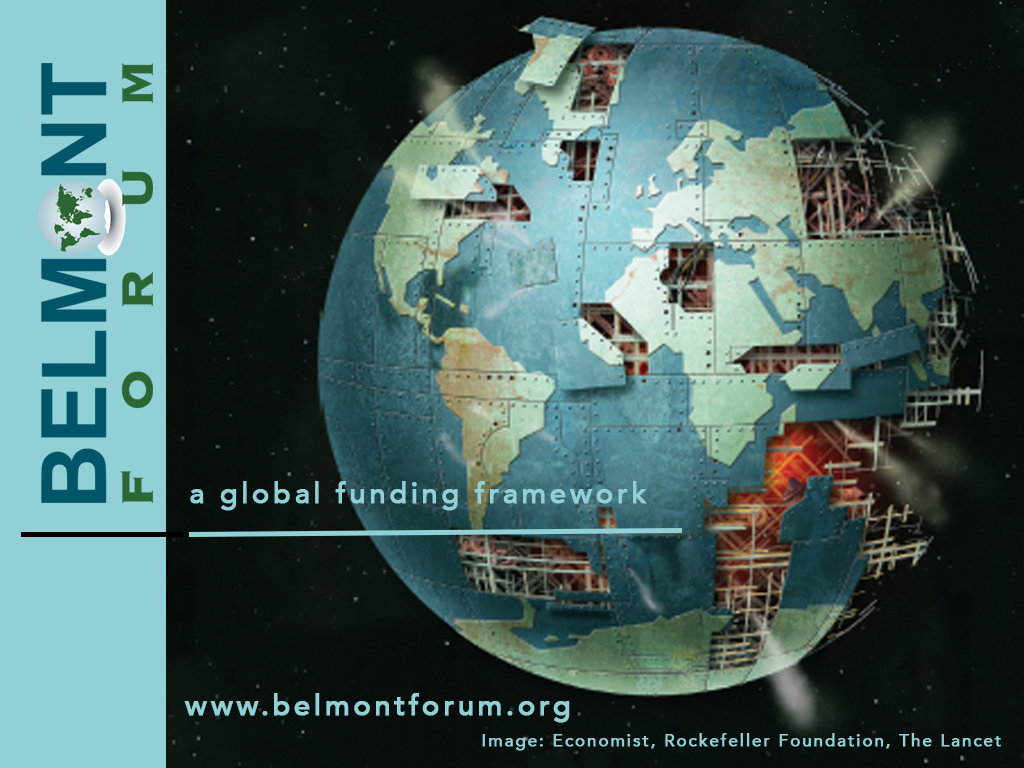 BELMONT
FORUM
a global funding framework
www.belmontforum.org
Image: Economist, Rockefeller Foundation, The Lancet